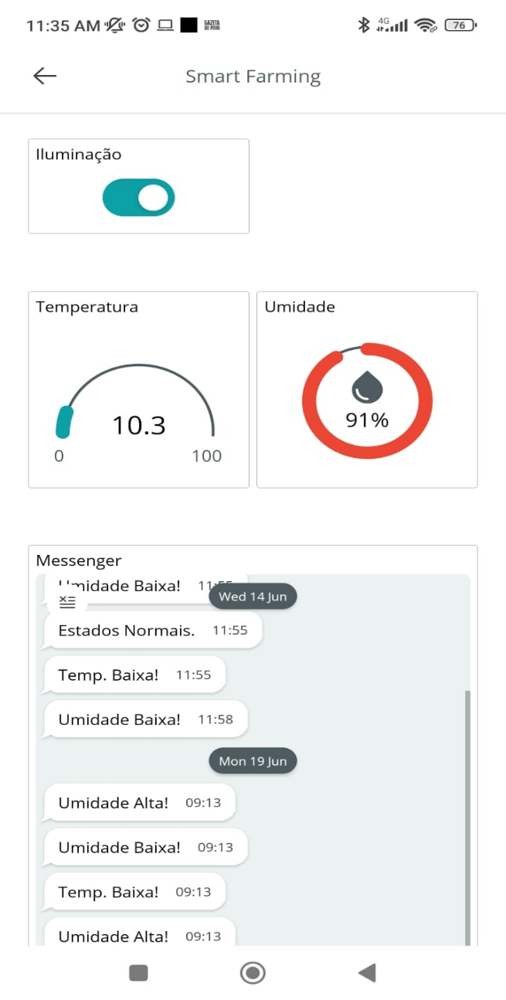 11:35 AM
GAZETA
DO POVO
4G
76
Smart Farming
Iluminação
Temperatura
10.3
0
100
Umidade
91%
Messenger
Umidade Baixa! 11:55
Wed 14 Jun
Estados Normais. 11:55
Temp. Baixa! 11:55
Umidade Baixa! 11:58
Mon 19 Jun
Umidade Alta! 09:13
Umidade Baixa! 09:13
Temp. Baixa! 09:13
Umidade Alta! 09:13